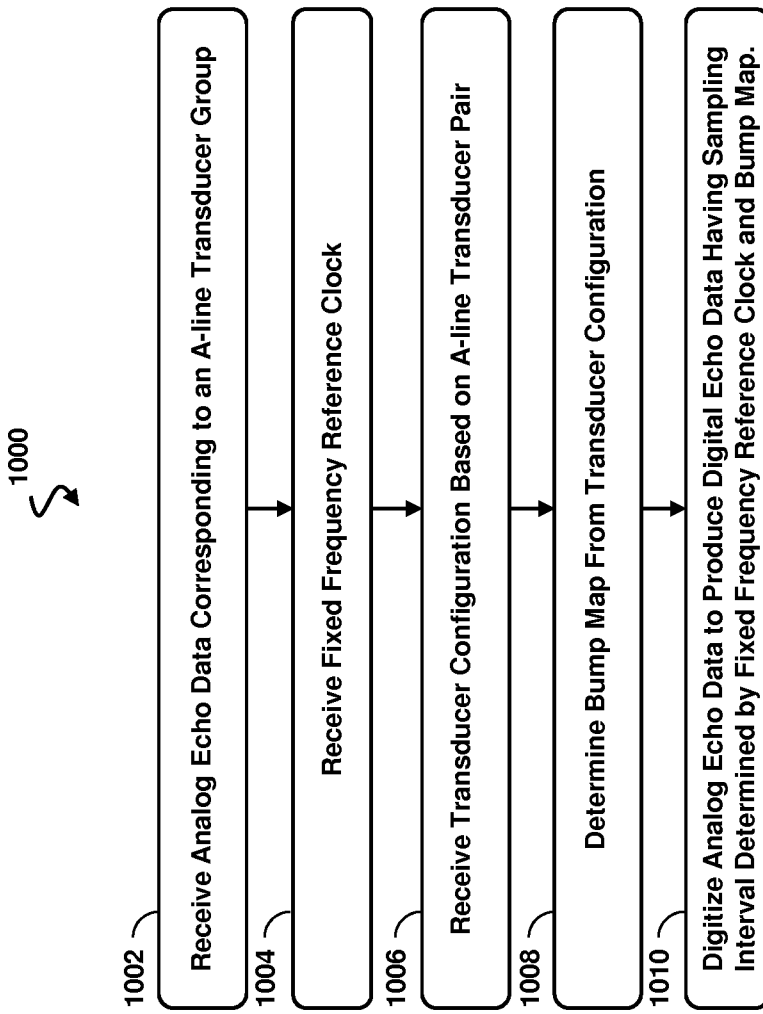 1000
1002
Receive Analog Echo Data Corresponding to an A-line Transducer Group
1004
Receive Fixed Frequency Reference Clock
1006
Receive Transducer Configuration Based on A-line Transducer Pair
1008
Determine Bump Map From Transducer Configuration
1010
Digitize Analog Echo Data to Produce Digital Echo Data Having Sampling
Interval Determined by Fixed Frequency Reference Clock and Bump Map.